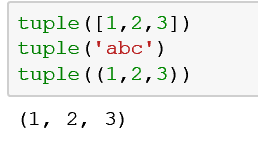 tuple([1,2,3])
tuple('abc')
tuple((1,2,3))
(1, 2, 3)